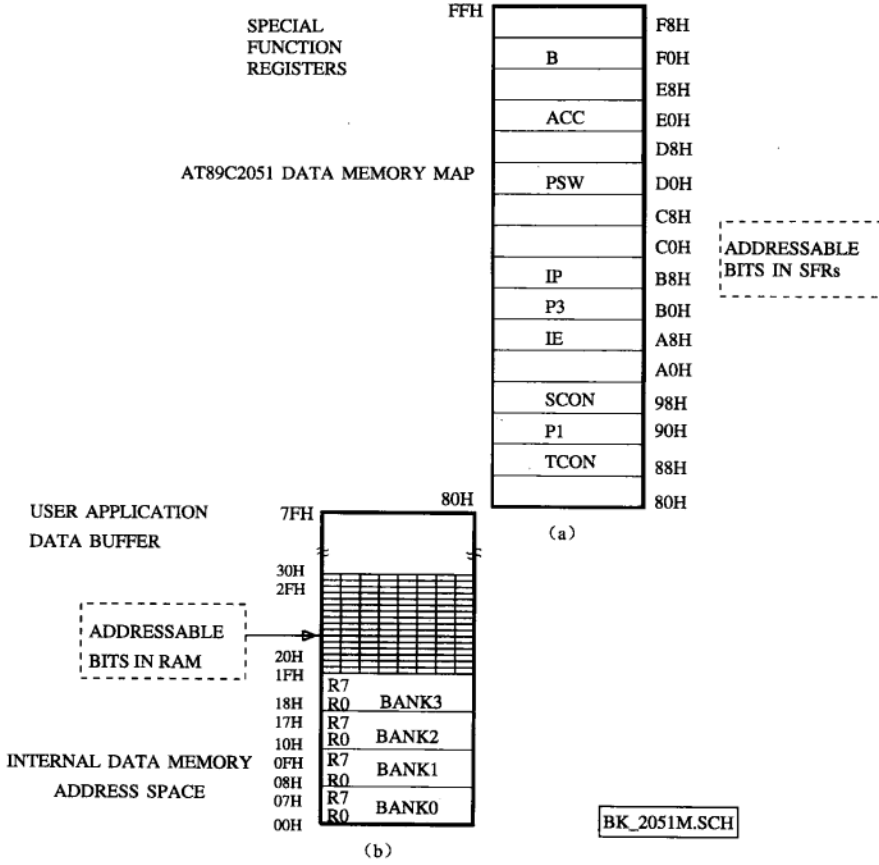 SPECIAL
FUNCTION
REGISTERS
AT89C2051 DATA MEMORY MAP
FFH
F8H
B
F0H
E8H
ACC
E0H
D8H
PSW
D0H
C8H
C0H
IP
B8H
P3
B0H
IE
A8H
A0H
SCON
98H
P1
90H
TCON
88H
80H
80H
(a)
ADDRESSABLE
BITS IN SFRs
USER APPLICATION
DATA BUFFER
7FH
30H
2FH
ADDRESSABLE
BITS IN RAM
20H
1FH
R7
18H
R0
BANK3
17H
R7
10H
R0
BANK2
0FH
R7
08H
R0
BANK1
07H
R7
00H
R0
BANK0
INTERNAL DATA MEMORY
ADDRESS SPACE
(b)
BK_2051M.SCH